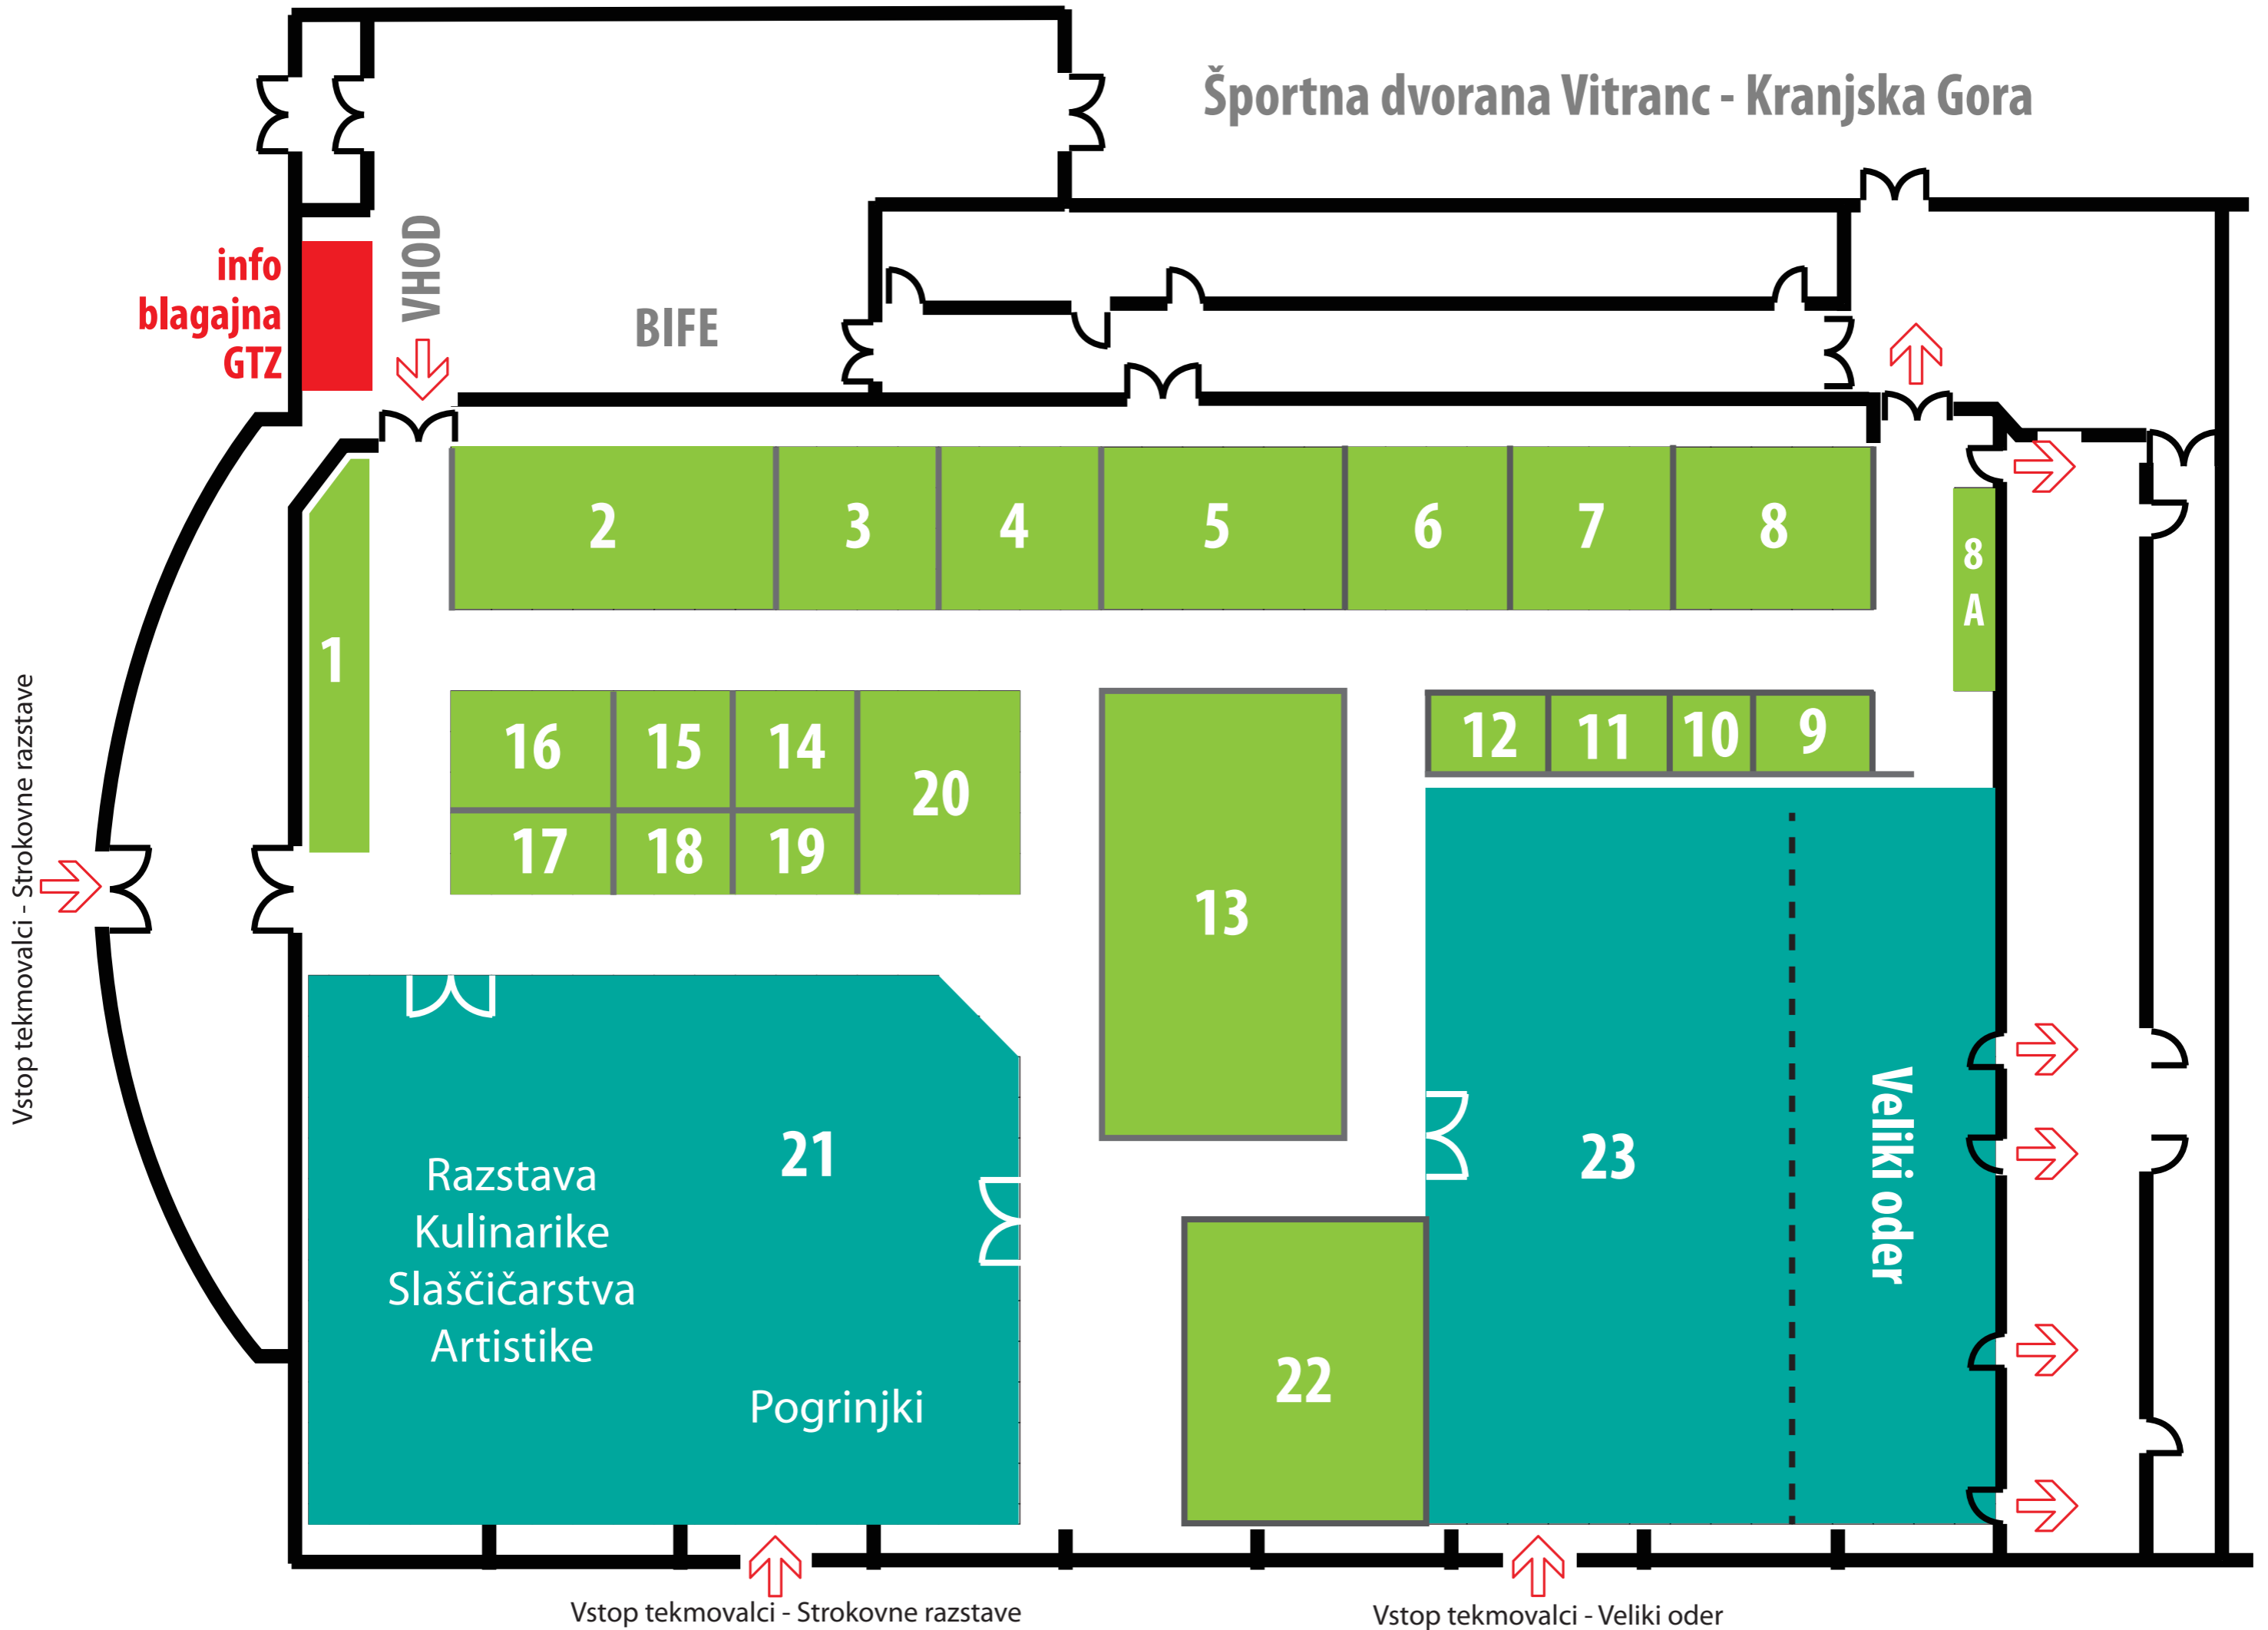 Športna dvorana Vitranc - Kranjska Gora
info
blagajna
GTZ
VHOD
BIFE
2
3
4
5
6
7
8
8
A
1
16
15
14
20
17
18
19
13
12
11
10
9
Vstop tekmovalci - Strokovne razstave
21
Razstava
Kulinarike
Slaščičarstva
Artistike
Pogrinjki
22
23
Veliki oder
Vstop tekmovalci - Strokovne razstave
Vstop tekmovalci - Veliki oder